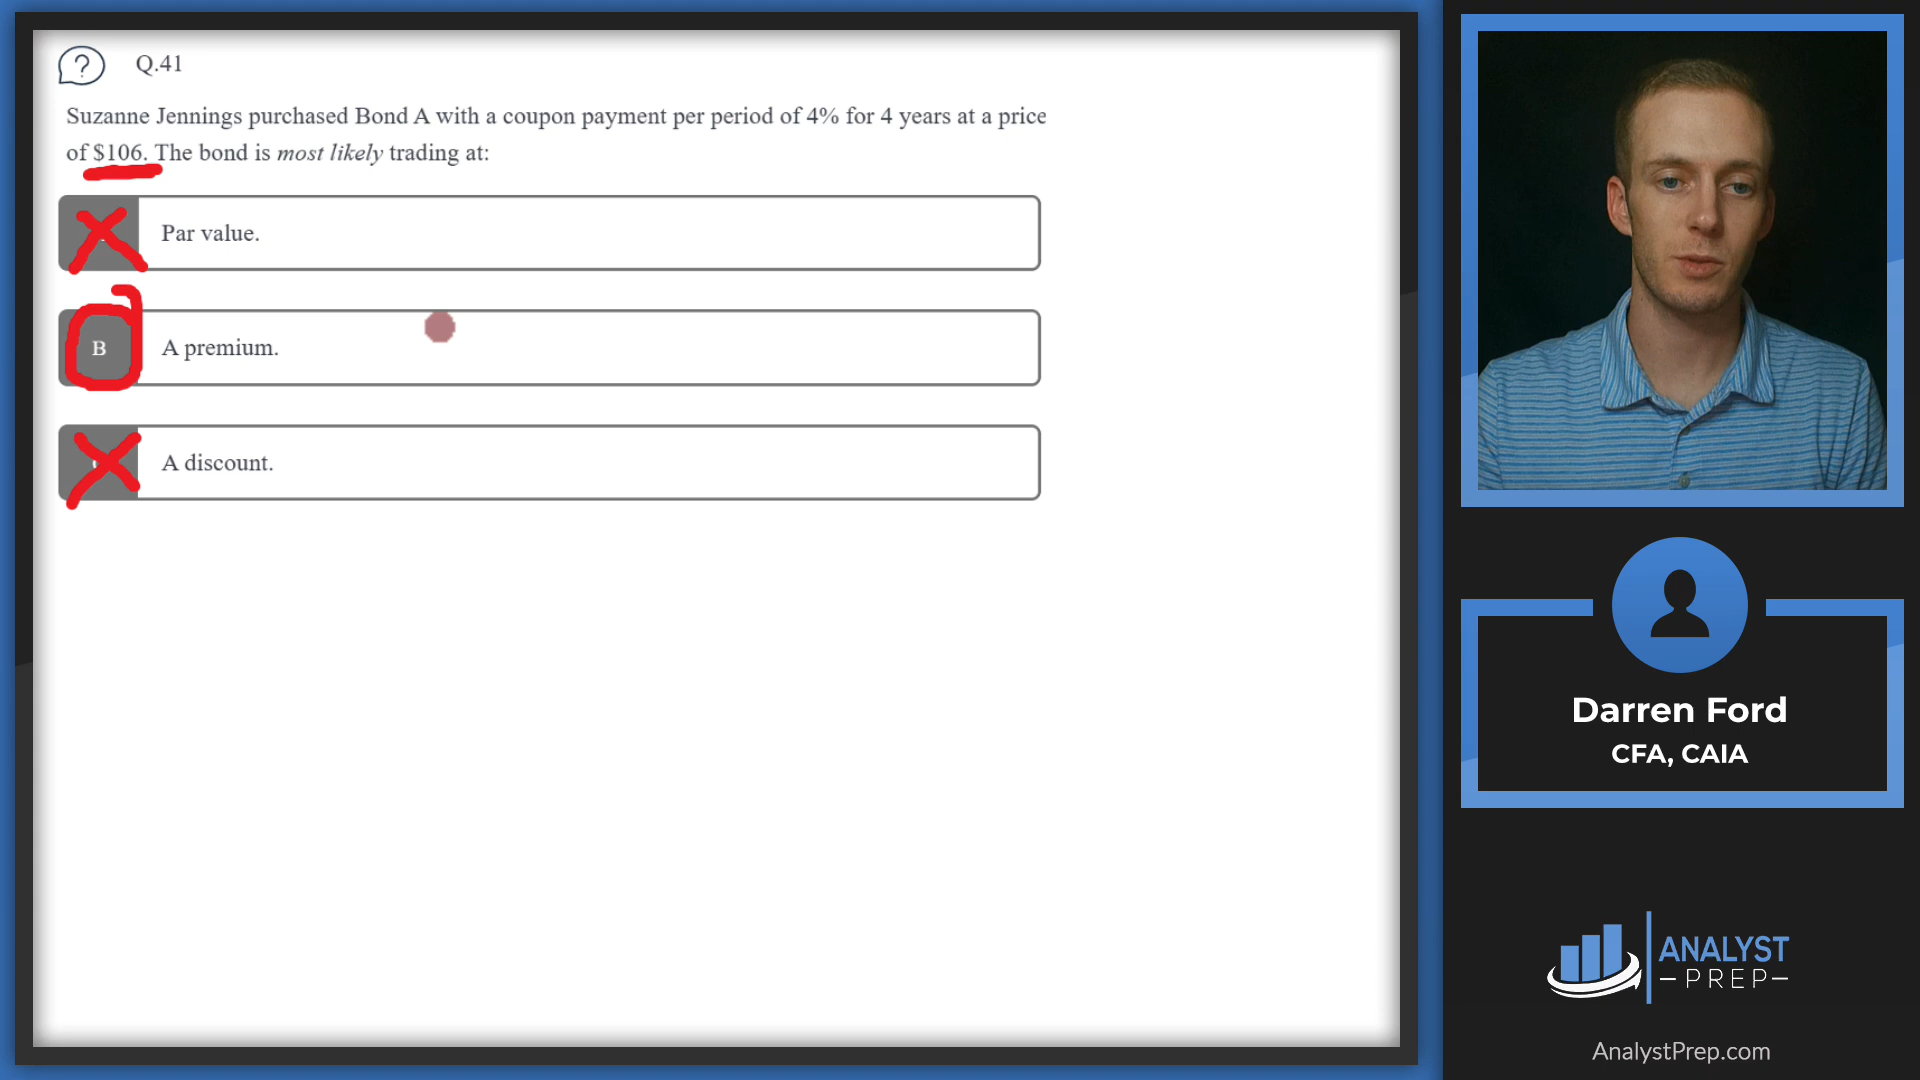 Q.41
Suzanne Jennings purchased Bond A with a coupon payment per period of 4% for 4 years at a price
of $106. The bond is most likely trading at:
Par value.
B
A premium.
A discount.
Darren Ford
CFA, CAIA
ANALYST
PREP
AnalystPrep.com